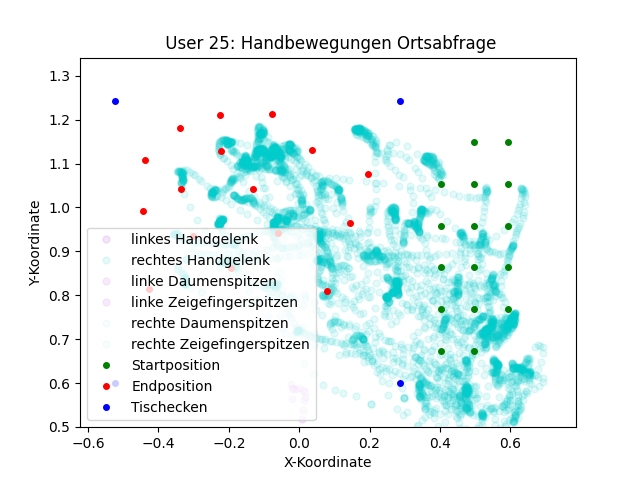 User 25: Handbewegungen Ortsabfrage
Y-Koordinate
1.3
1.2
1.1
1.0
0.9
0.8
0.7
0.6
0.5
linkes Handgelenk
rechtes Handgelenk
linke Daumenspitzen
linke Zeigefingerspitzen
rechte Daumenspitzen
rechte Zeigefingerspitzen
Startposition
Endposition
Tischecken
−0.6 −0.4 −0.2 0.0 0.2 0.4 0.6
X-Koordinate